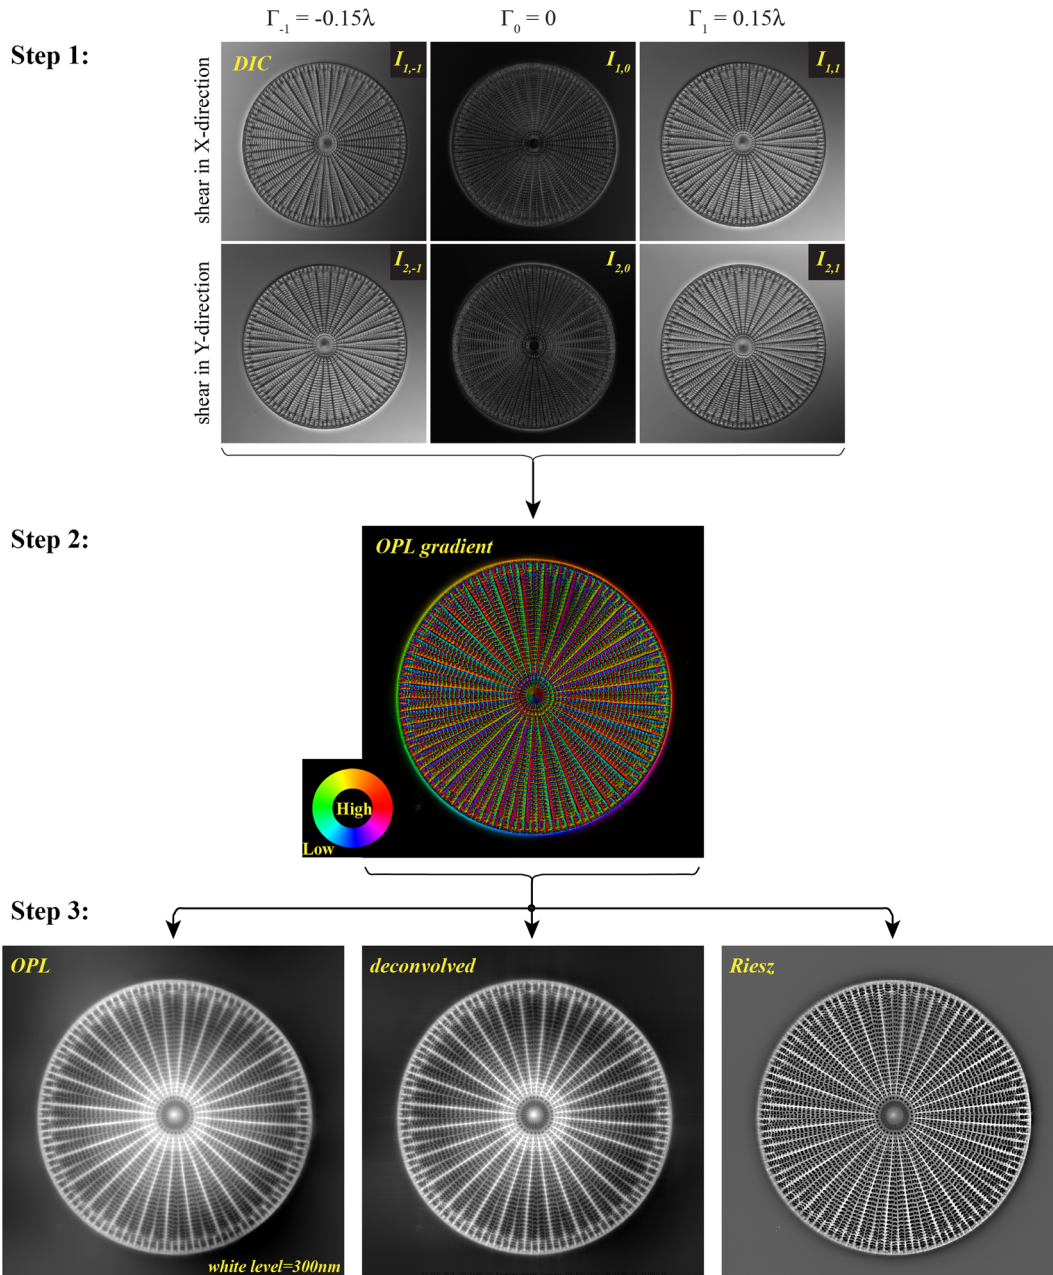 Γ-1 = -0.15λ
Γ0 = 0
Γ1 = 0.15λ
Step 1:
shear in X-direction
DIC
I1,-1
I1,0
I1,1
shear in Y-direction
I2,-1
I2,0
I2,1
Step 2:
OPL gradient
High
Low
Step 3:
OPL
deconvolved
Riesz
white level=300nm